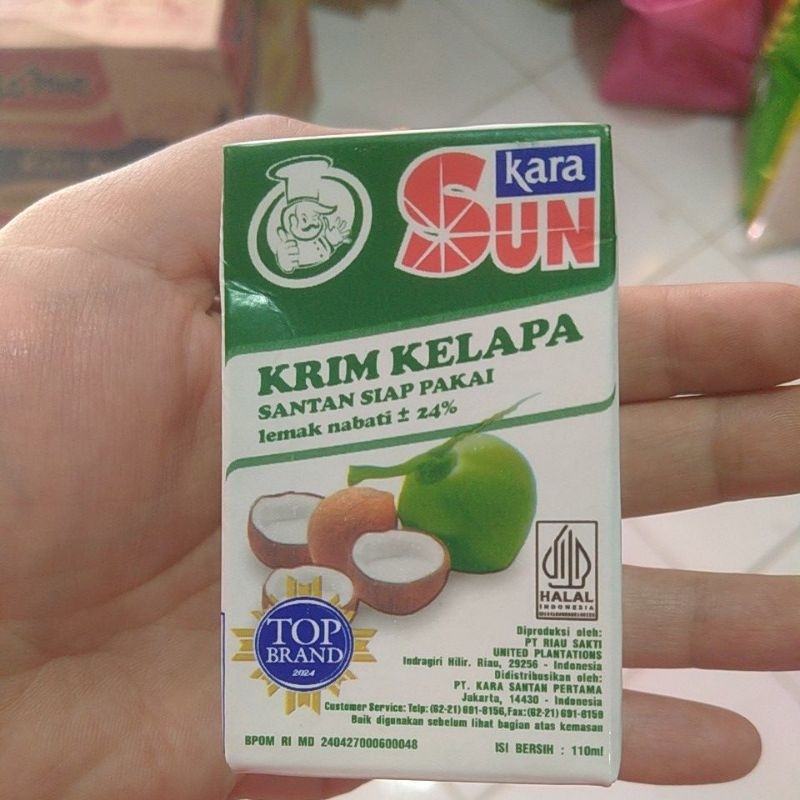 kara
SUN
KRIM KELAPA
SANTAN SIAP PAKAI
lemak nabati ± 24%
HALAL
INDONESIA
TOP
BRAND
2024
Diproduksi oleh:
PT RIAU SAKTI
UNITED PLANTATIONS
Indragiri Hilir. Riau, 29256 - Indonesia
Didistribusikan oleh:
PT. KARA SANTAN PERTAMA
Jakarta, 14430 - Indonesia
Customer Service: Telp: (62-21) 691-8156, Fax: (62-21) 691-8159
Baik digunakan sebelum lihat bagian atas kemasan
BPOM RI MD 240427000600048
ISI BERSIH : 110ml